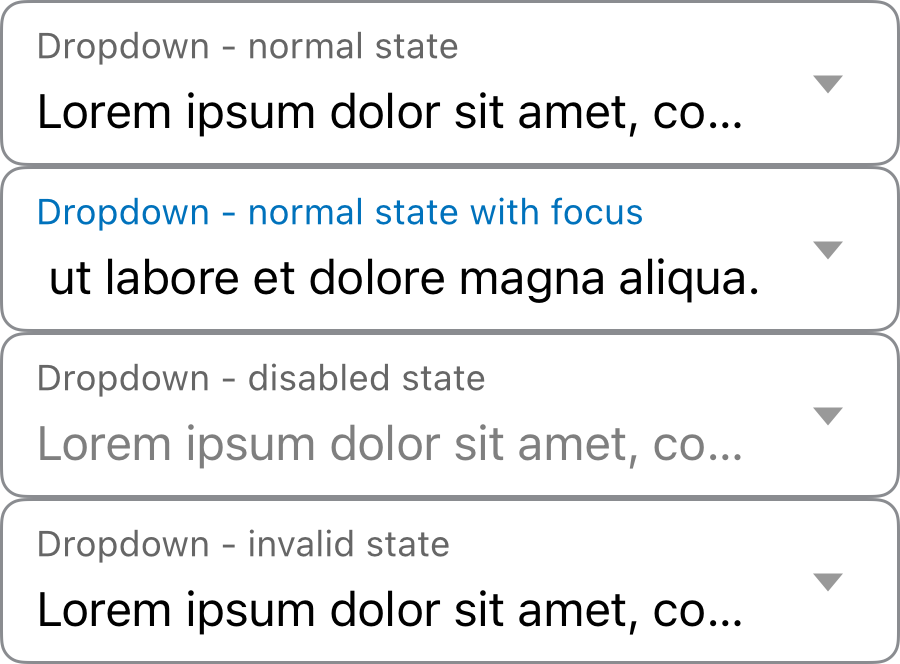 Dropdown - normal state
Lorem ipsum dolor sit amet, co...
Dropdown - normal state with focus
ut labore et dolore magna aliqua.
Dropdown - disabled state
Lorem ipsum dolor sit amet, co...
Dropdown - invalid state
Lorem ipsum dolor sit amet, co...